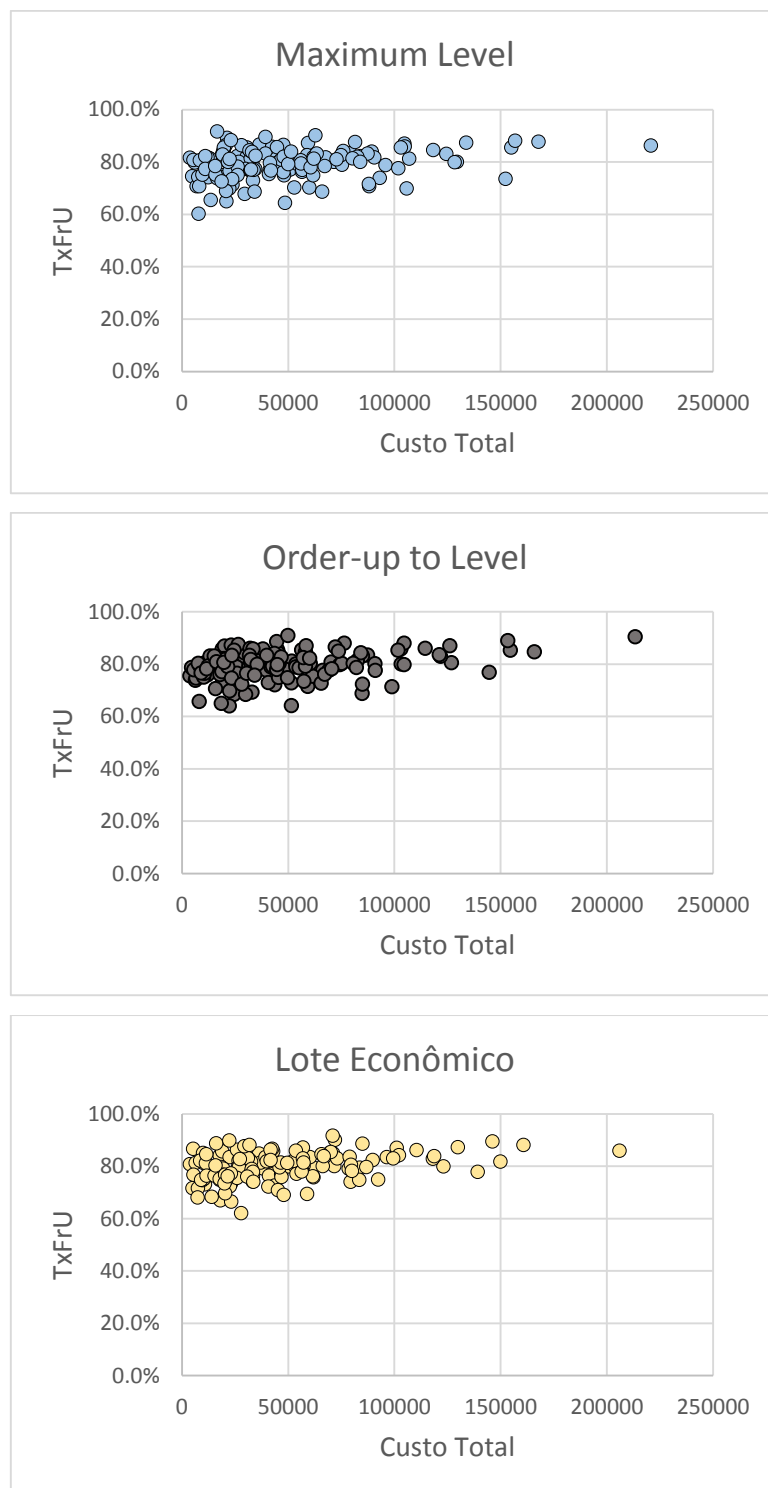 Maximum Level
100.0%
80.0%
60.0%
40.0%
20.0%
0.0%
TxFrU
0 50000 100000 150000 200000 250000
Custo Total
Order-up to Level
100.0%
80.0%
60.0%
40.0%
20.0%
0.0%
TxFrU
0 50000 100000 150000 200000 250000
Custo Total
Lote Econômico
100.0%
80.0%
60.0%
40.0%
20.0%
0.0%
TxFrU
0 50000 100000 150000 200000 250000
Custo Total